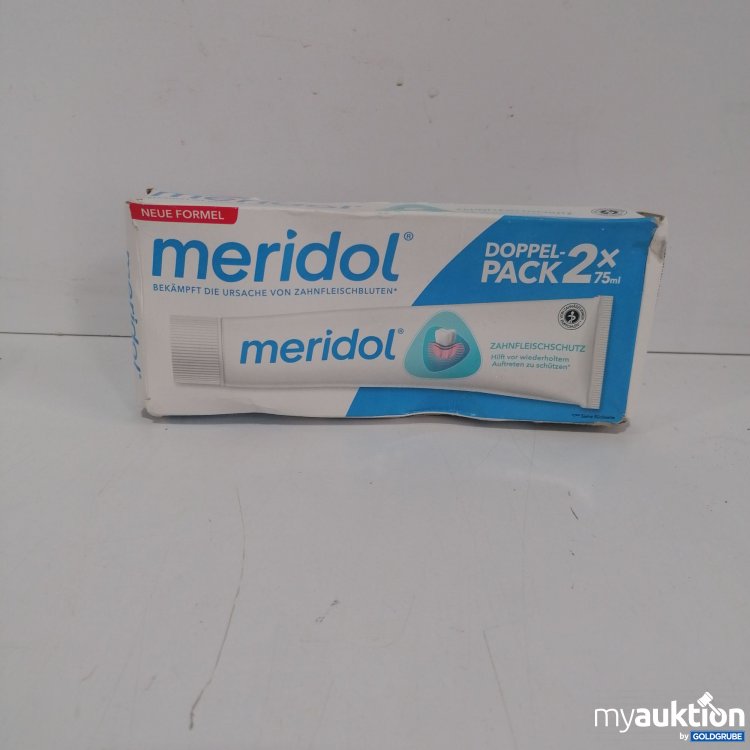 NEUE FORMEL
meridol®
BEKÄMPFT DIE URSACHE VON ZAHNFLEISCHBLUTEN*
DOPPEL-
PACK 2x
75ml
meridol®
ZAHNFLEISCHSCHUTZ
Hilft vor wiederholtem
Auftreten zu schützen*
meridol
myauktion
by GOLDGRUBE